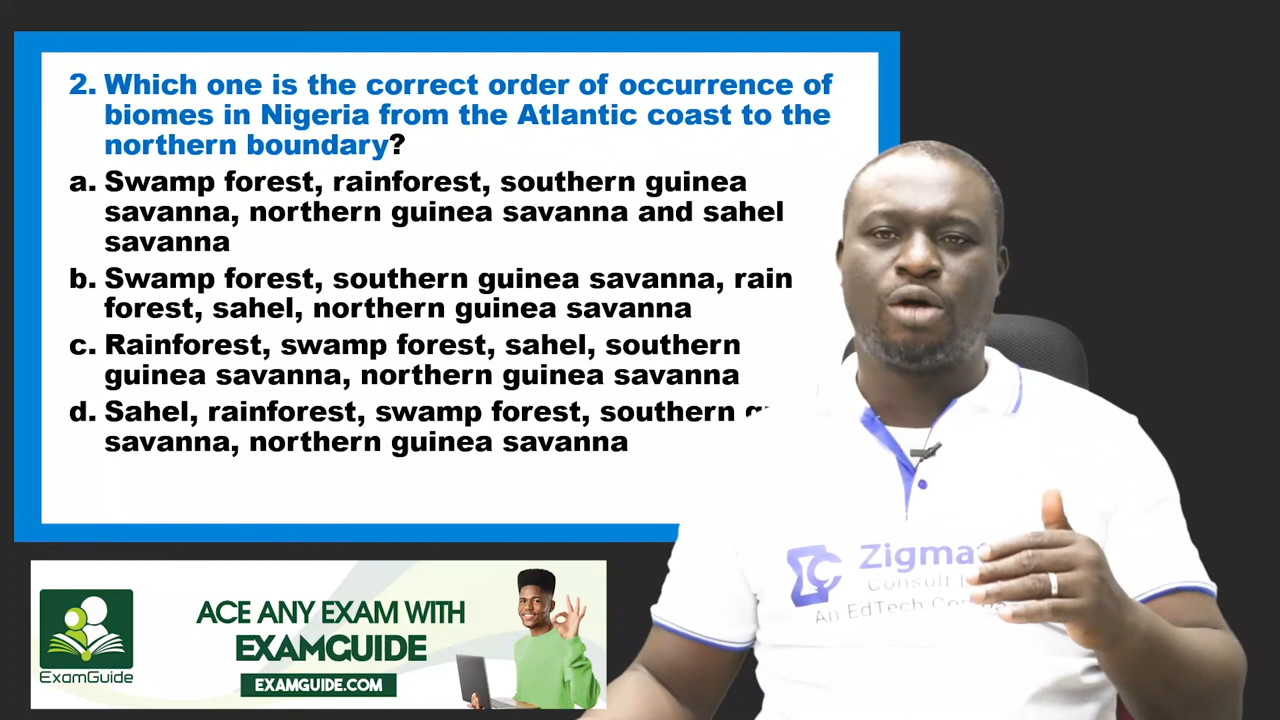 2. Which one is the correct order of occurrence of
biomes in Nigeria from the Atlantic coast to the
northern boundary?
a. Swamp forest, rainforest, southern guinea
savanna, northern guinea savanna and sahel
savanna
b. Swamp forest, southern guinea savanna, rain
forest, sahel, northern guinea savanna
c. Rainforest, swamp forest, sahel, southern
guinea savanna, northern guinea savanna
d. Sahel, rainforest, swamp forest, southern
savanna, northern guinea savanna
Consult
An EdTech
ACE ANY EXAM WITH
EXAMGUIDE
EXAMGUIDE.COM
ExamGuide